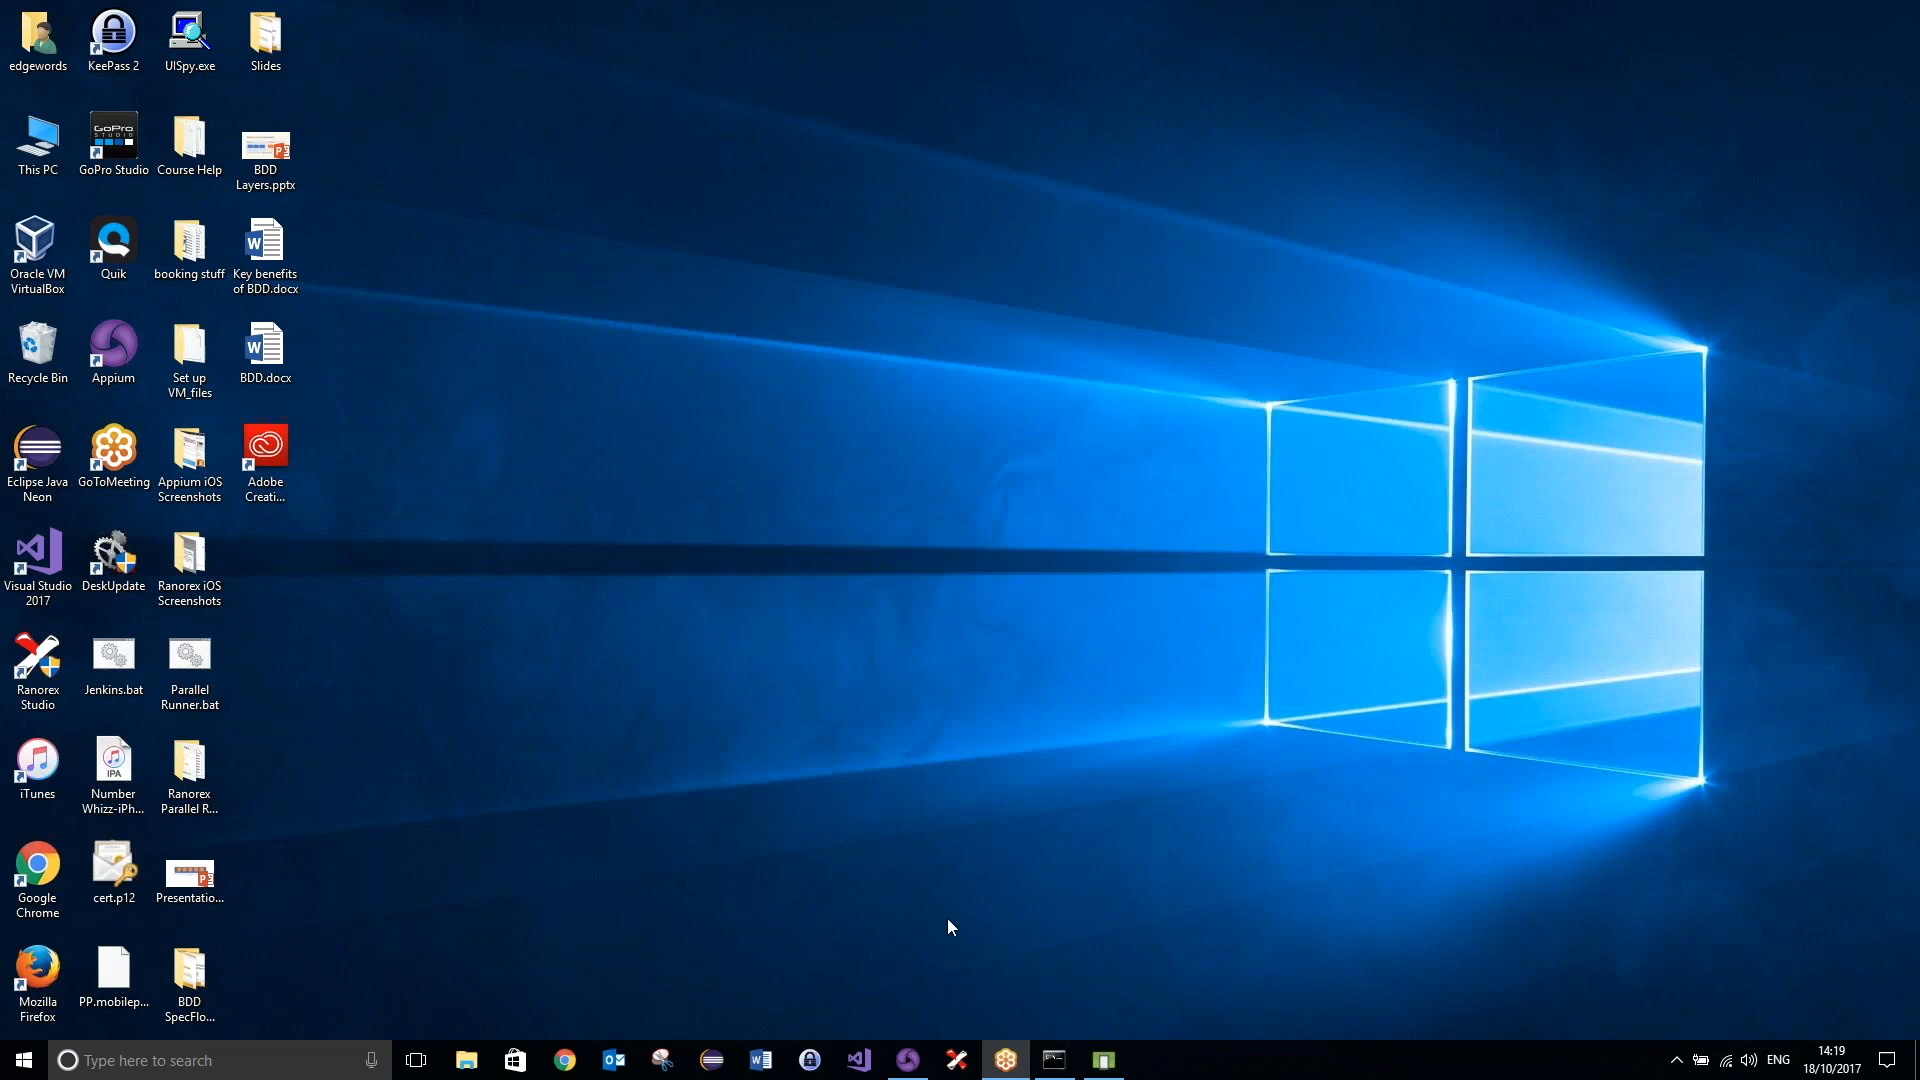 edgewords
KeePass 2
UISpy.exe
Slides
This PC
GoPro
STUDIO
GoPro Studio
Course Help
BDD
Layers.pptx
Oracle VM
VirtualBox
Quik
booking stuff
Key benefits
of BDD.docx
Recycle Bin
Appium
Set up
VM_files
BDD.docx
Eclipse Java
Neon
GoToMeeting
Appium iOS
Screenshots
Adobe
Creati...
Visual Studio
2017
DeskUpdate
Ranorex iOS
Screenshots
Ranorex
Studio
Jenkins.bat
Parallel
Runner.bat
iTunes
IPA
Number
Whizz-iPh...
Ranorex
Parallel R...
Google
Chrome
cert.p12
Presentatio...
Mozilla
Firefox
PP.mobilep...
BDD
SpecFlo...
Type here to search
ENG
14:19
18/10/2017